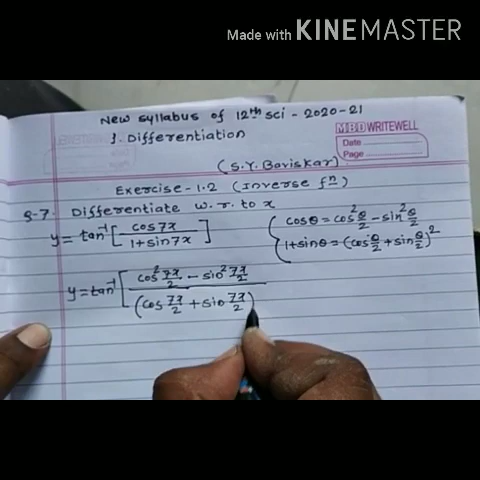 Made with KINEMASTER
New syllabus of 12th sci - 2020-21
1. Differentiation
MBD WRITEWELL
Date
Page
(S.Y. Baviskar)
Exercise-1.2 (Inverse fn)
Q-7. Differentiate w.r.to x
y = tan⁻¹[cos7x / 1+sin7x]
cosθ = cos²θ/2 - sin²θ/2
1+sinθ = (cosθ/2 + sinθ/2)²
y = tan⁻¹[cos²7x/2 - sin²7x/2 / (cos7x/2 + sin7x/2)